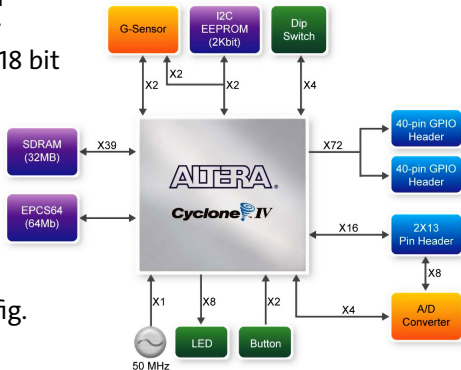 18 bit
fig.
G-Sensor
I2C
EEPROM
(2Kbit)
Dip
Switch
X2
X2
X2
X4
SDRAM
(32MB)
X39
EPCS64
(64Mb)
ALTERA.
Cyclone IV
X72
40-pin GPIO
Header
40-pin GPIO
Header
X16
2X13
Pin Header
X8
X4
A/D
Converter
X1
X8
X2
50 MHz
LED
Button